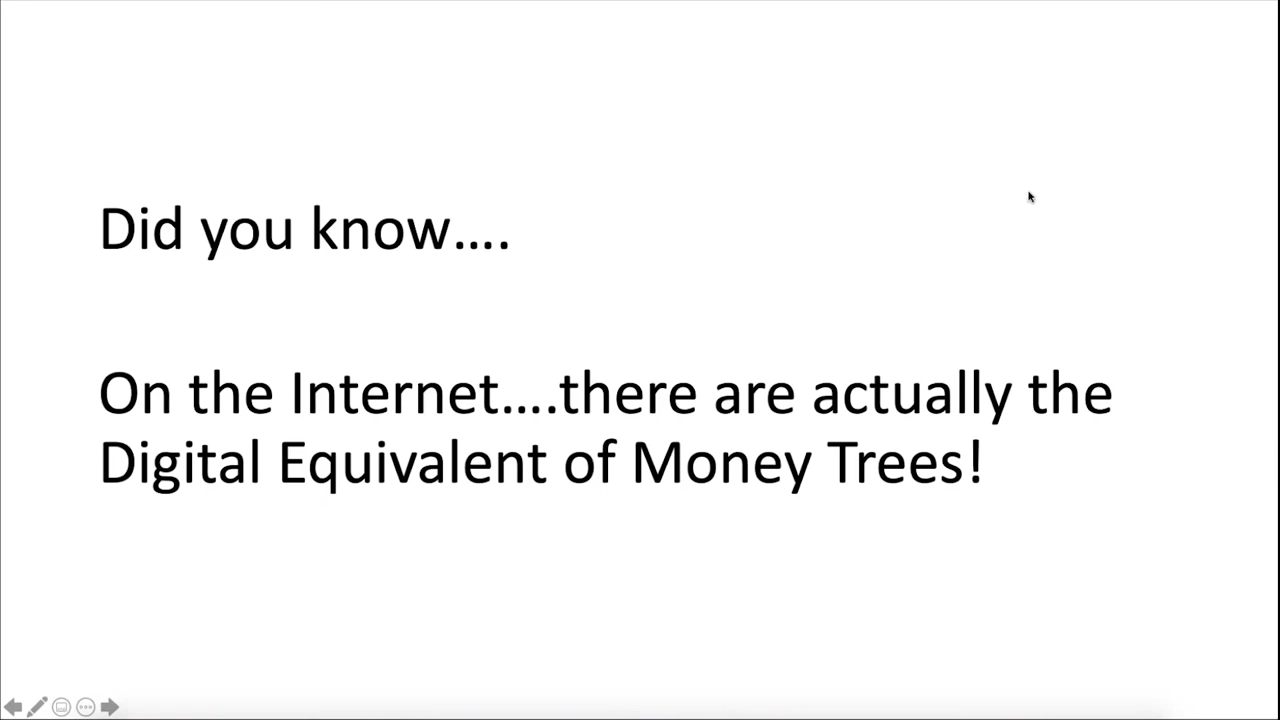 Did you know….
On the Internet….there are actually the
Digital Equivalent of Money Trees!